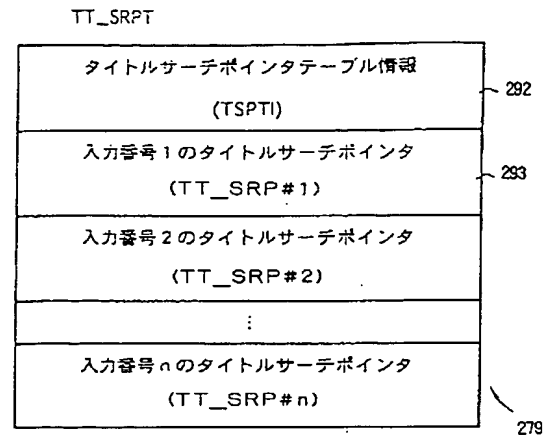 TT_SRPT
タイトルサーチポインタテーブル情報
(TSPTI)
292
入力番号1のタイトルサーチポインタ
(TT_SRP#1)
293
入力番号2のタイトルサーチポインタ
(TT_SRP#2)
⋮
入力番号nのタイトルサーチポインタ
(TT_SRP#n)
279